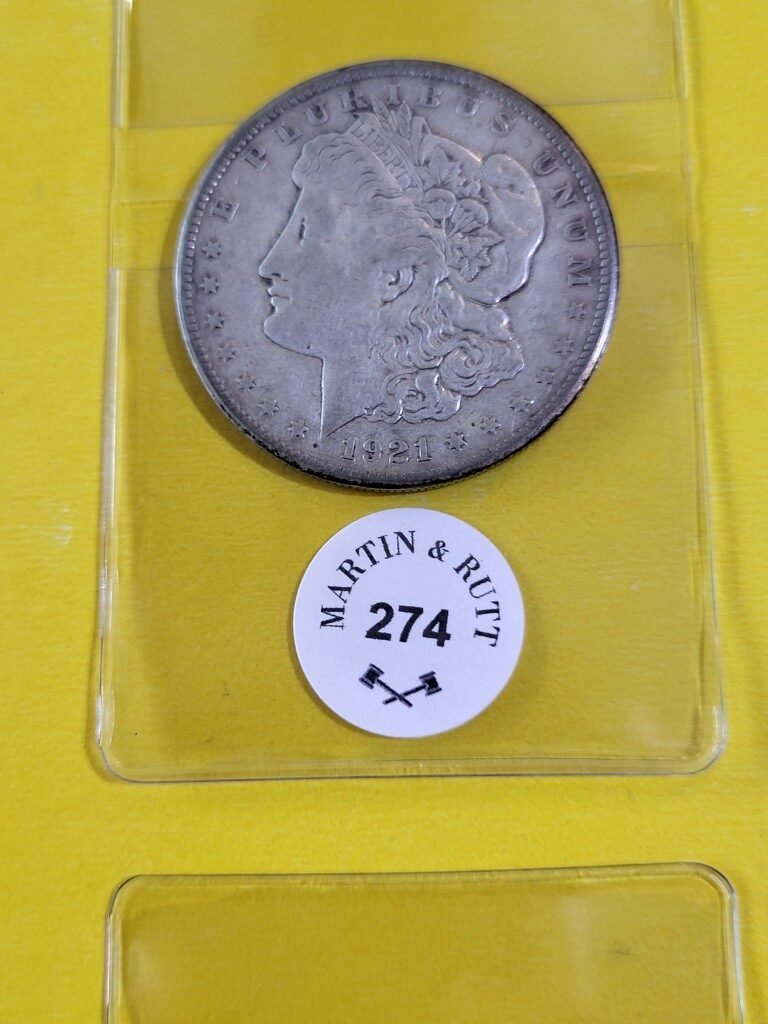 E PLURIBUS UNUM
LIBERTY
1921
MARTIN & RUTT
274